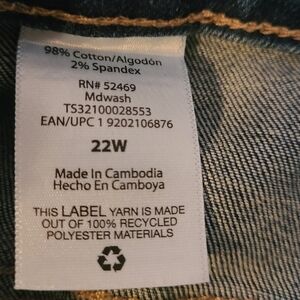 98% Cotton/Algodón
2% Spandex
RN# 52469
Mdwash
TS32100028553
EAN/UPC 1 9202106876
22W
Made In Cambodia
Hecho En Camboya
THIS LABEL YARN IS MADE
OUT OF 100% RECYCLED
POLYESTER MATERIALS